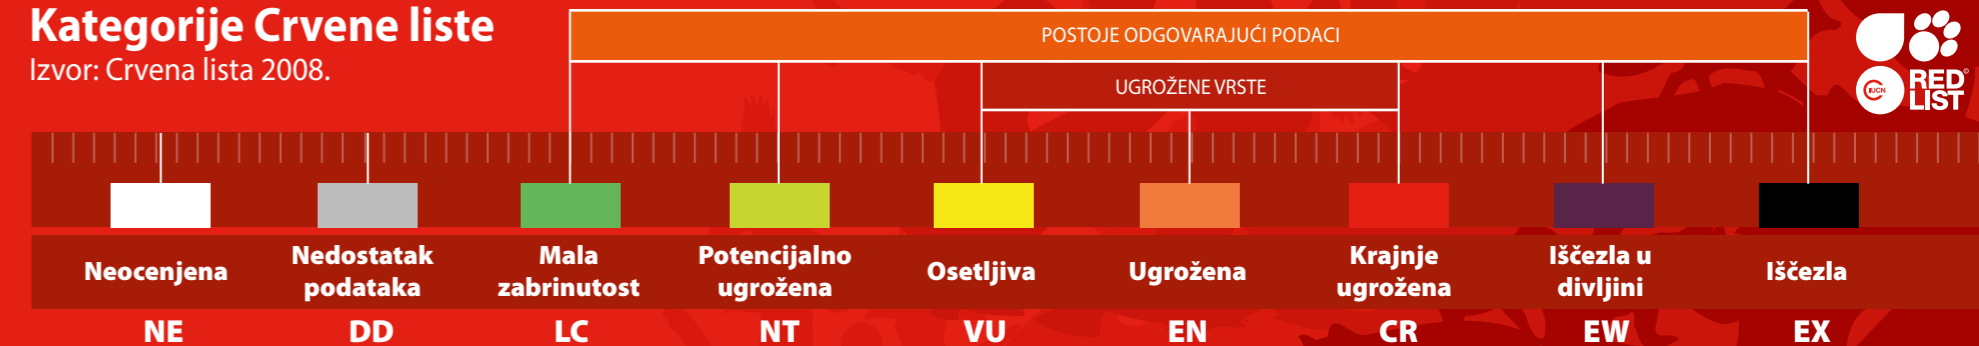 Kategorije Crvene liste
Izvor: Crvena lista 2008.
POSTOJE ODGOVARAJUĆI PODACI
UGROŽENE VRSTE
IUCN
RED
LIST
©
Neocenjena
Nedostatak
podataka
Mala
zabrinutost
Potencijalno
ugrožena
Osetljiva
Ugrožena
Krajnje
ugrožena
Iščezla u
divljini
Iščezla
NE
DD
LC
NT
VU
EN
CR
EW
EX